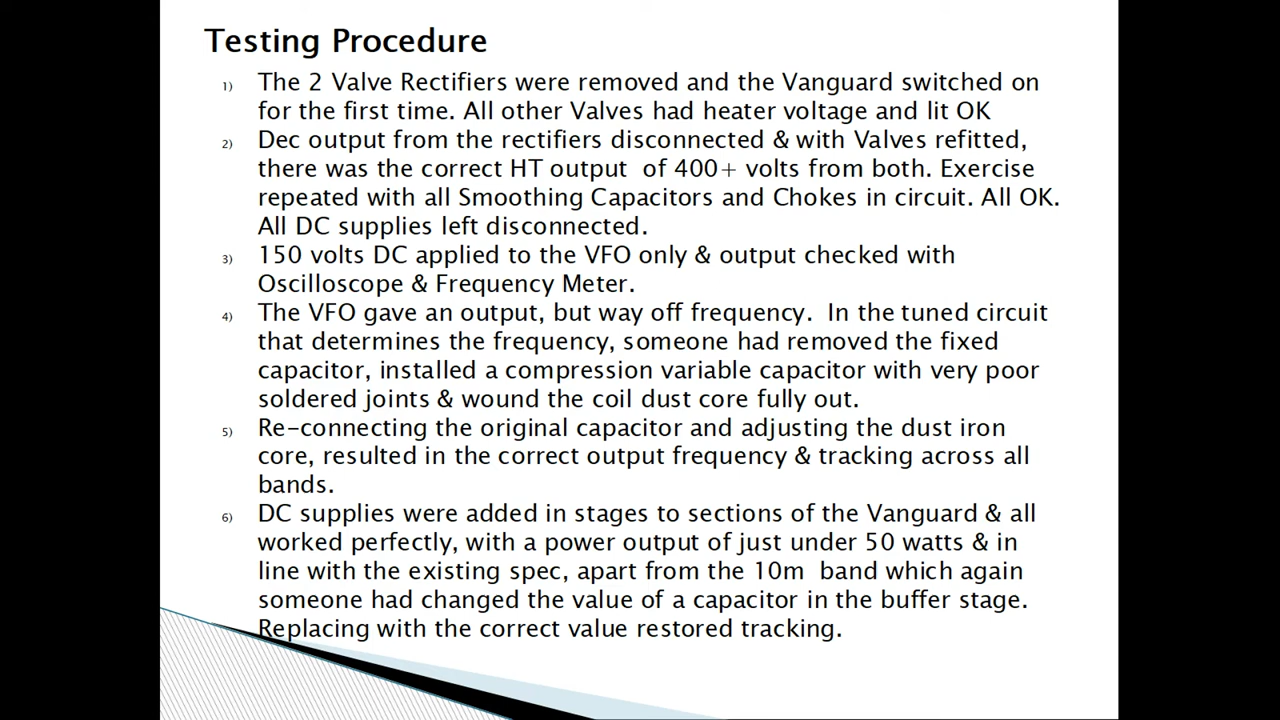 Testing Procedure
1) The 2 Valve Rectifiers were removed and the Vanguard switched on
for the first time. All other Valves had heater voltage and lit OK
2) Dec output from the rectifiers disconnected & with Valves refitted,
there was the correct HT output of 400+ volts from both. Exercise
repeated with all Smoothing Capacitors and Chokes in circuit. All OK.
All DC supplies left disconnected.
3) 150 volts DC applied to the VFO only & output checked with
Oscilloscope & Frequency Meter.
4) The VFO gave an output, but way off frequency. In the tuned circuit
that determines the frequency, someone had removed the fixed
capacitor, installed a compression variable capacitor with very poor
soldered joints & wound the coil dust core fully out.
5) Re-connecting the original capacitor and adjusting the dust iron
core, resulted in the correct output frequency & tracking across all
bands.
6) DC supplies were added in stages to sections of the Vanguard & all
worked perfectly, with a power output of just under 50 watts & in
line with the existing spec, apart from the 10m band which again
someone had changed the value of a capacitor in the buffer stage.
Replacing with the correct value restored tracking.